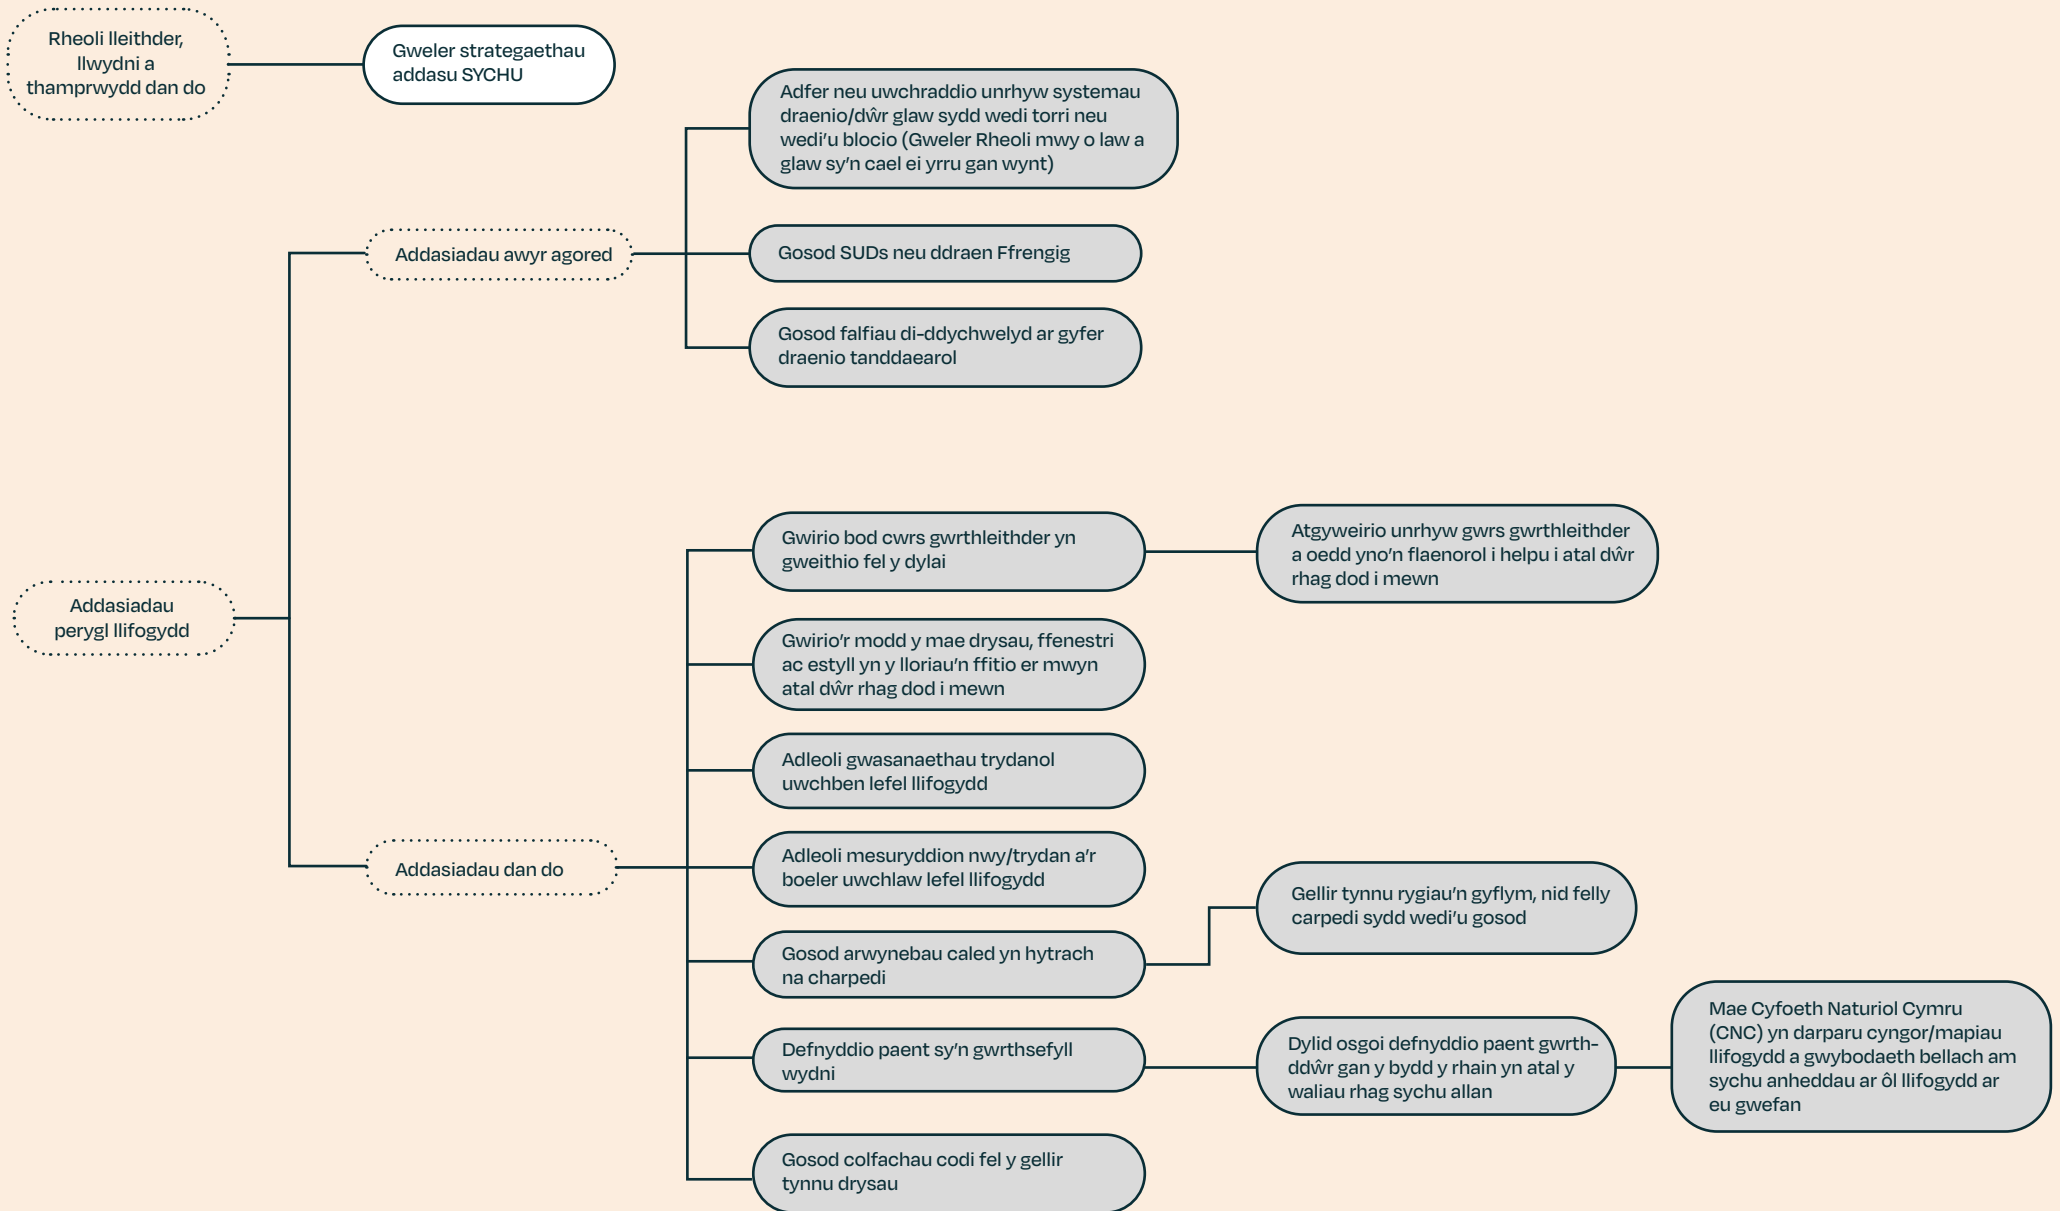 Rheoli lleithder,
llwydni a
thamprwydd dan do
Gweler strategaethau
addasu SYCHU
Adfer neu uwchraddio unrhyw systemau
draenio/dŵr glaw sydd wedi torri neu
wedi’u blocio (Gweler Rheoli mwy o law a
glaw sy’n cael ei yrru gan wynt)
Addasiadau awyr agored
Gosod SUDs neu ddraen Ffrengig
Gosod falfiau di-ddychwelyd ar gyfer
draenio tanddaearol
Addasiadau
perygl llifogydd
Gwirio bod cwrs gwrthleithder yn
gweithio fel y dylai
Atgyweirio unrhyw gwrs gwrthleithder
a oedd yno’n flaenorol i helpu i atal dŵr
rhag dod i mewn
Gwirio’r modd y mae drysau, ffenestri
ac estyll yn y lloriau’n ffitio er mwyn
atal dŵr rhag dod i mewn
Adleoli gwasanaethau trydanol
uwchben lefel llifogydd
Addasiadau dan do
Adleoli mesuryddion nwy/trydan a’r
boeler uwchlaw lefel llifogydd
Gosod arwynebau caled yn hytrach
na charpedi
Gellir tynnu rygiau’n gyflym, nid felly
carpedi sydd wedi’u gosod
Defnyddio paent sy’n gwrthsefyll
wydni
Dylid osgoi defnyddio paent gwrth-
ddŵr gan y bydd y rhain yn atal y
waliau rhag sychu allan
Mae Cyfoeth Naturiol Cymru
(CNC) yn darparu cyngor/mapiau
llifogydd a gwybodaeth bellach am
sychu anheddau ar ôl llifogydd ar
eu gwefan
Gosod colfachau codi fel y gellir
tynnu drysau